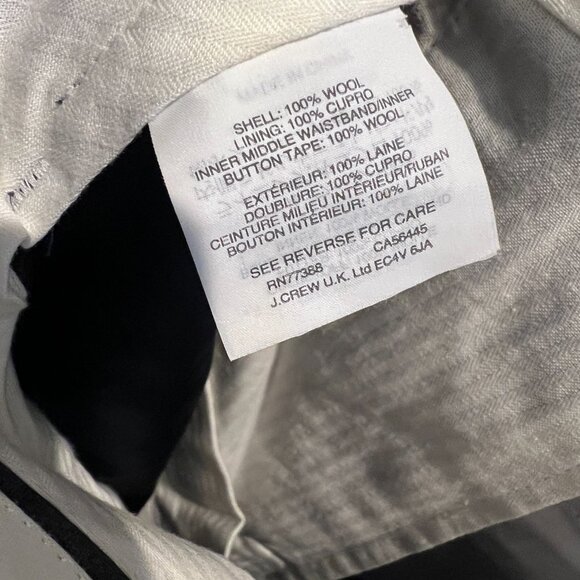 SHELL: 100% WOOL
LINING: 100% CUPRO
INNER MIDDLE WAISTBAND/INNER
BUTTON TAPE: 100% WOOL
EXTÉRIEUR: 100% LAINE
DOUBLURE: 100% CUPRO
CEINTURE MILIEU INTÉRIEUR/RUBAN
BOUTON INTÉRIEUR: 100% LAINE
SEE REVERSE FOR CARE
RN77388 CA56445
J.CREW U.K. Ltd EC4V 6JA